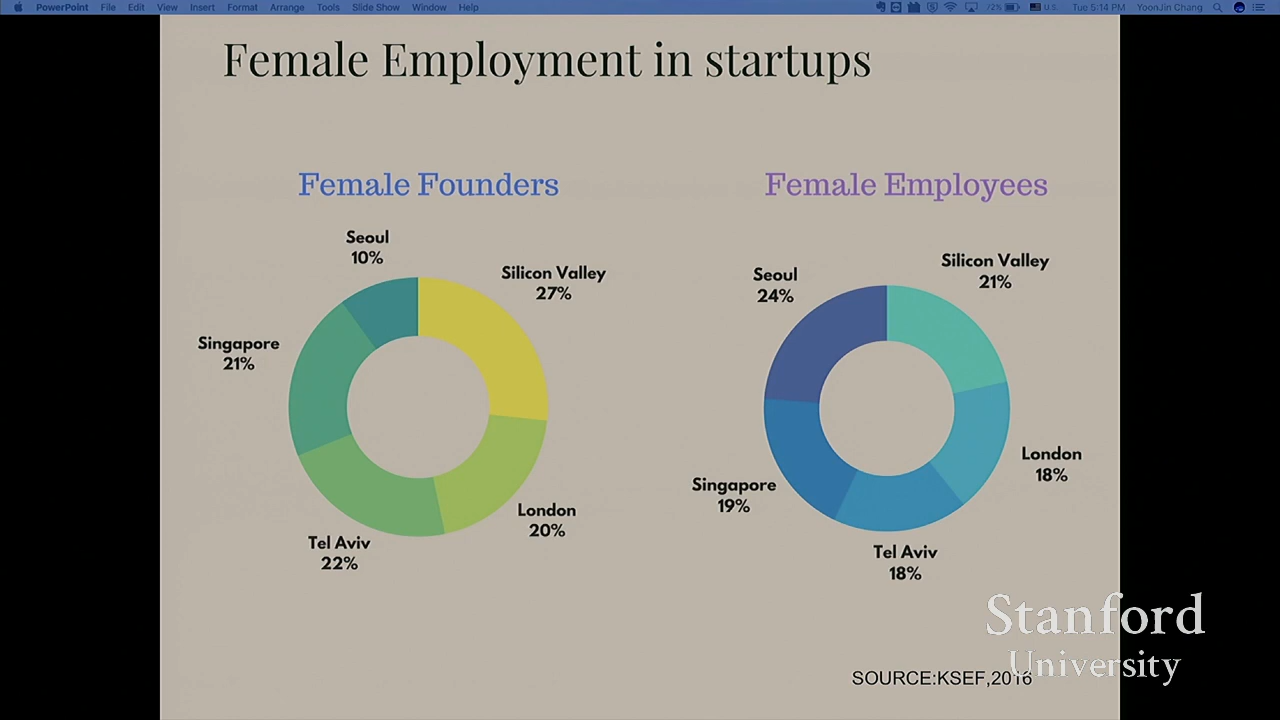 PowerPoint File Edit View Insert Format Arrange Tools Slide Show Window Help 72% U.S. Tue 5:14 PM YoonJin Chang
Female Employment in startups
Female Founders
Seoul
10%
Silicon Valley
27%
Singapore
21%
London
20%
Tel Aviv
22%
Female Employees
Silicon Valley
21%
Seoul
24%
London
18%
Singapore
19%
Tel Aviv
18%
Stanford
University
SOURCE:KSEF,2016